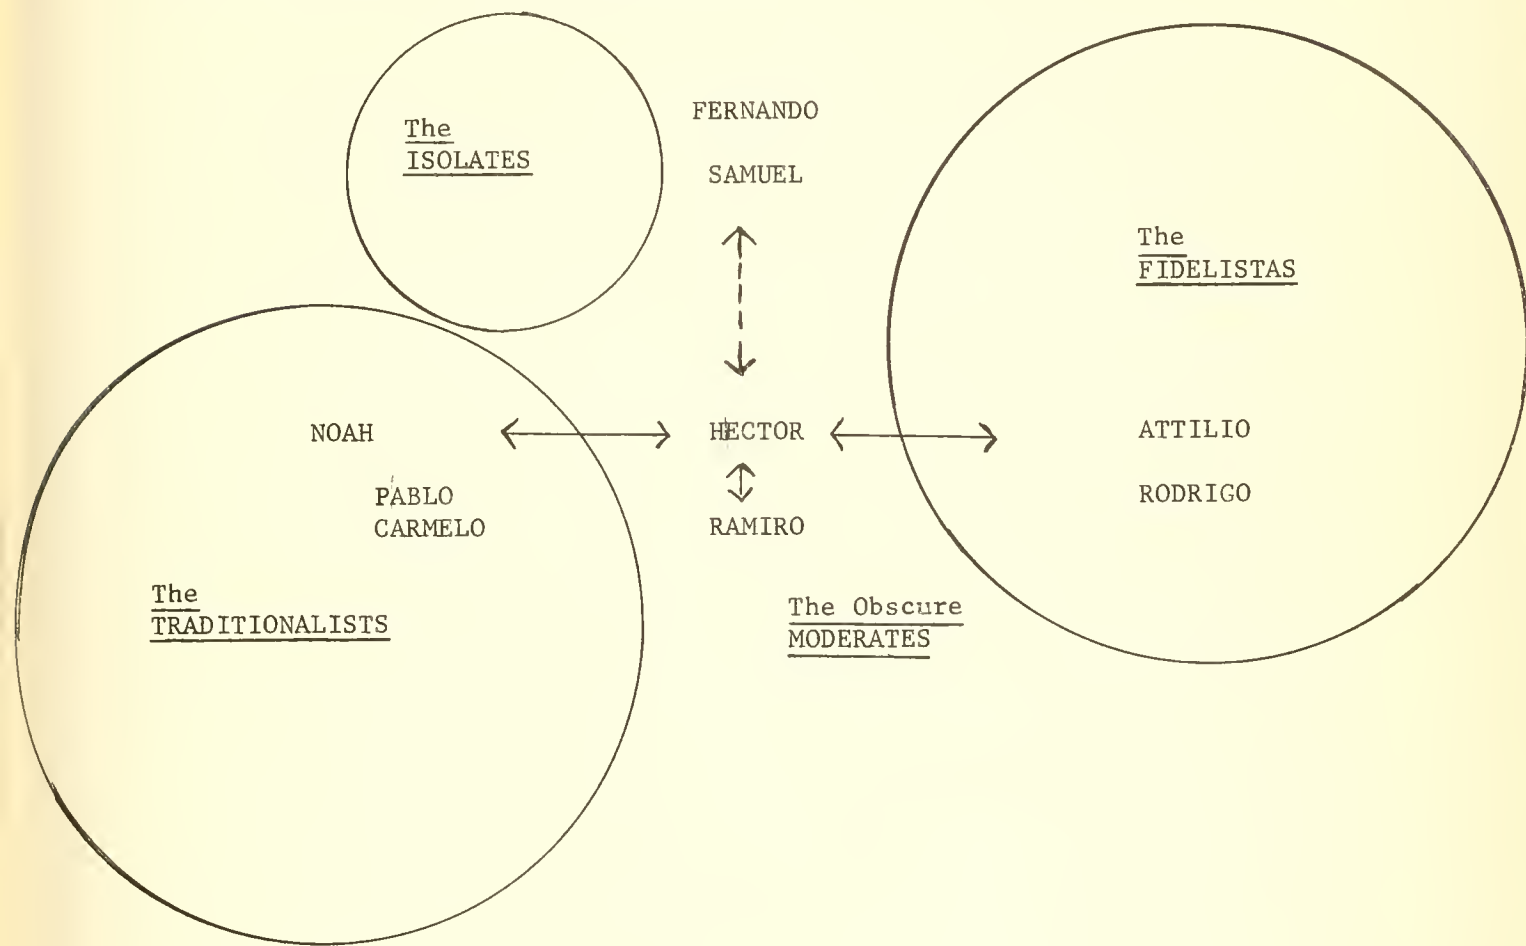 The
ISOLATES
FERNANDO
SAMUEL
The
FIDELISTAS
NOAH
HECTOR
ATTILIO
PABLO
CARMELO
RAMIRO
RODRIGO
The
TRADITIONALISTS
The Obscure
MODERATES